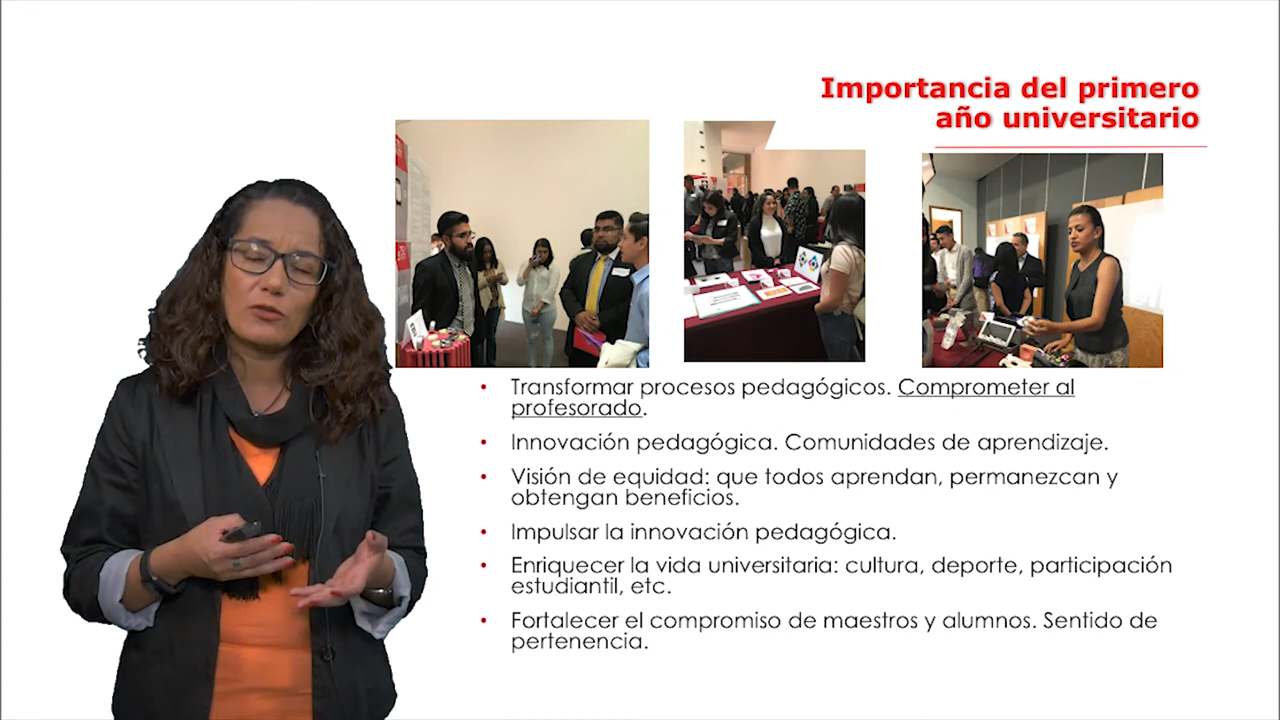 Importancia del primero
año universitario
• Transformar procesos pedagógicos. Comprometer al
profesorado.
• Innovación pedagógica. Comunidades de aprendizaje.
• Visión de equidad: que todos aprendan, permanezcan y
obtengan beneficios.
• Impulsar la innovación pedagógica.
• Enriquecer la vida universitaria: cultura, deporte, participación
estudiantil, etc.
• Fortalecer el compromiso de maestros y alumnos. Sentido de
pertenencia.